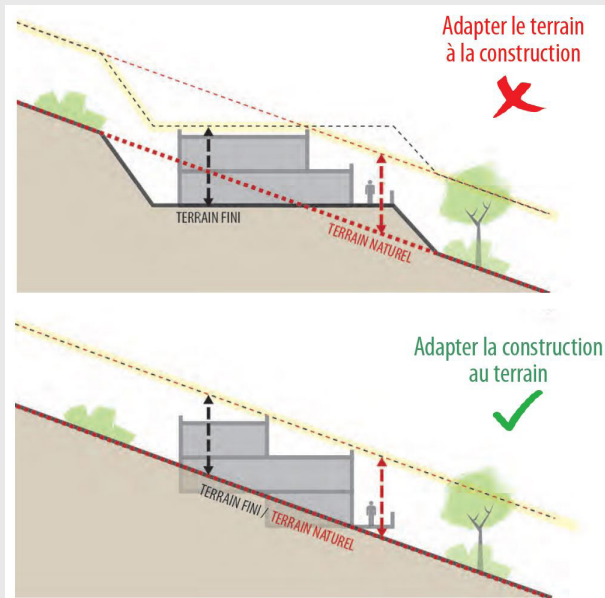 Adapter le terrain
à la construction
TERRAIN FINI
TERRAIN NATUREL
Adapter la construction
au terrain
TERRAIN FINI / TERRAIN NATUREL